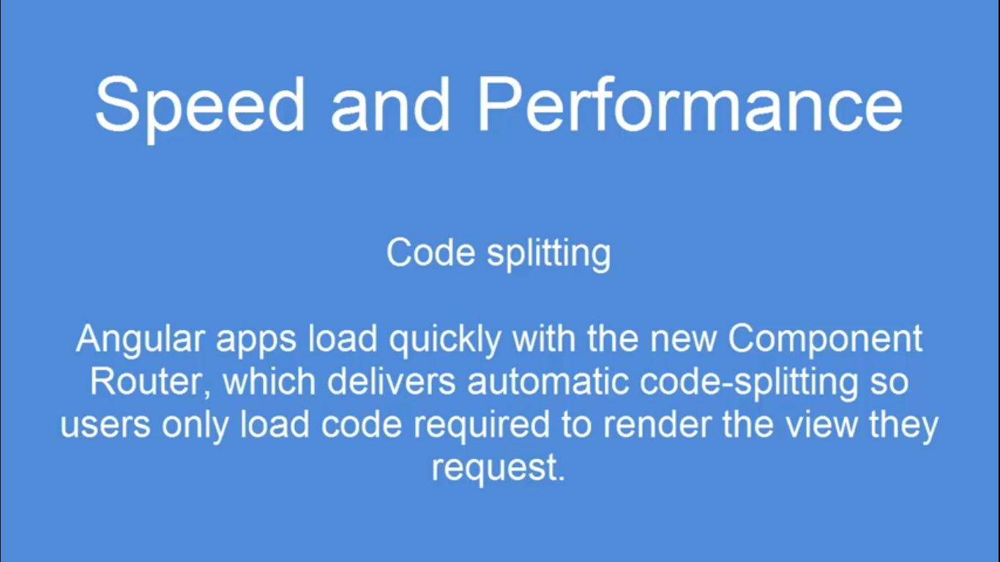 Speed and Performance
Code splitting
Angular apps load quickly with the new Component
Router, which delivers automatic code-splitting so
users only load code required to render the view they
request.